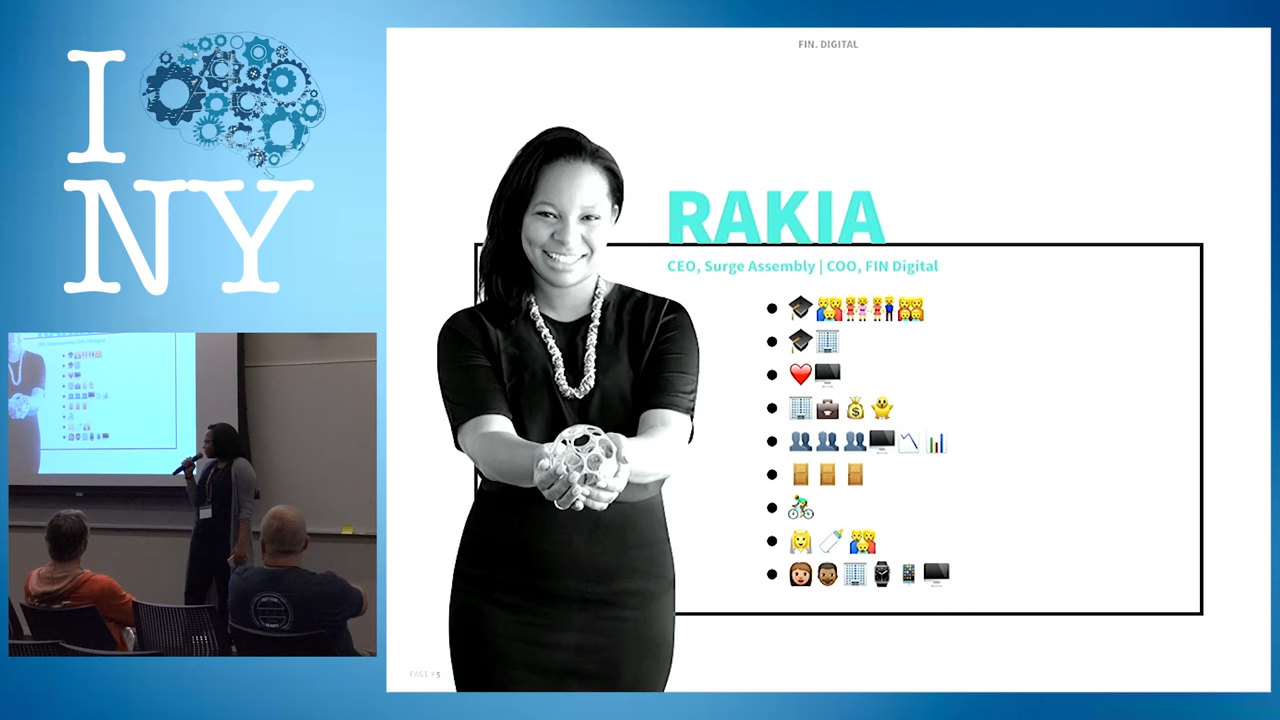 I
NY
FIN. DIGITAL
RAKIA
CEO, Surge Assembly | COO, FIN Digital
PAGE # 5